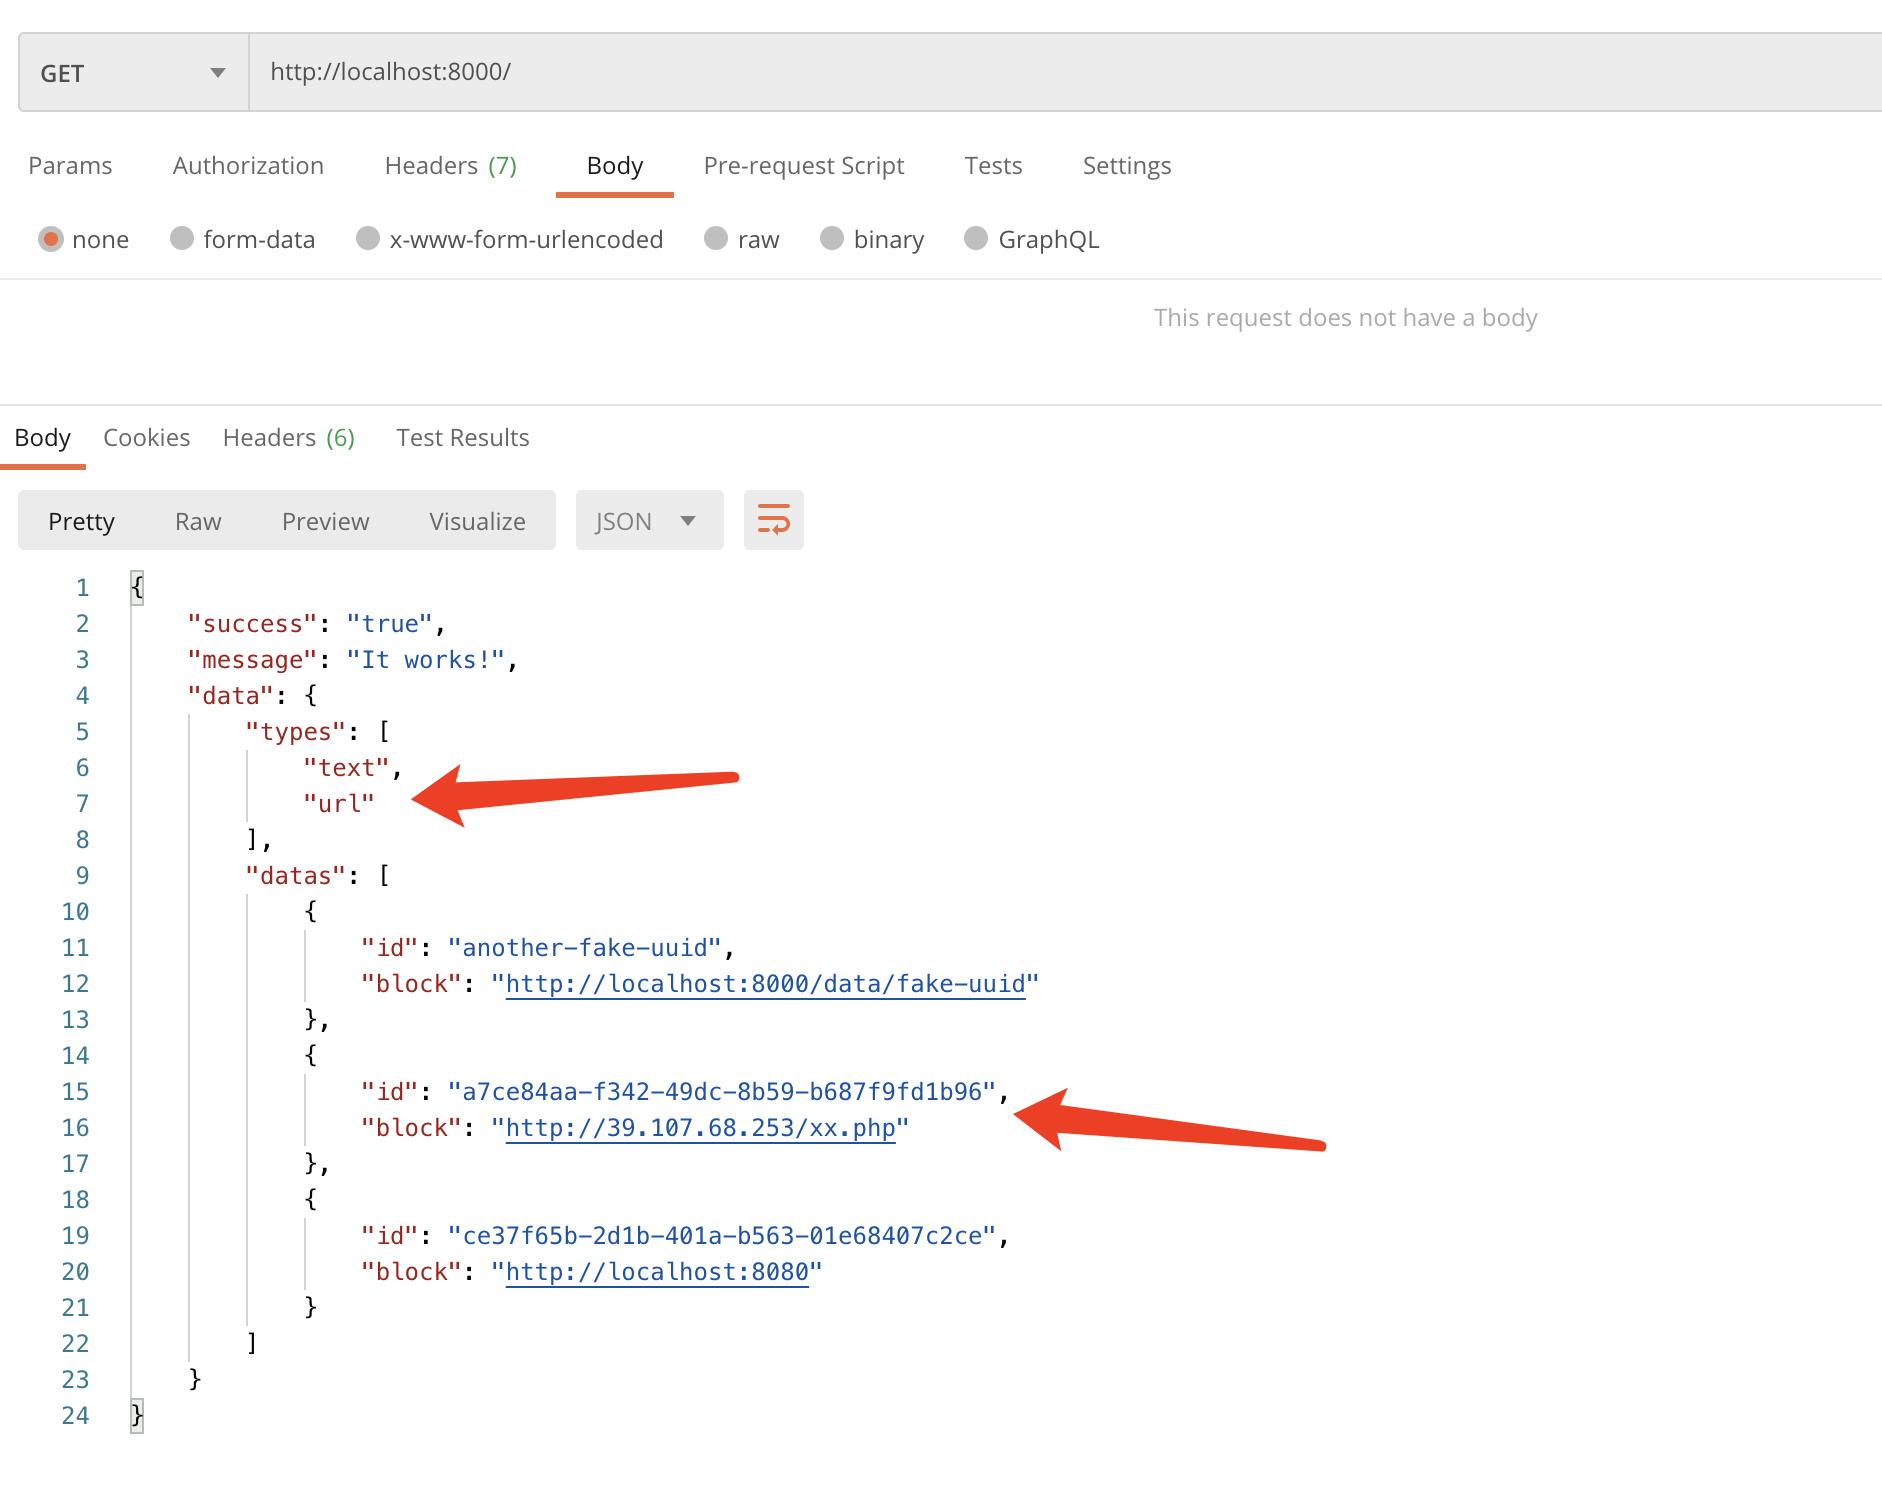 GET http://localhost:8000/
Params Authorization Headers (7) Body Pre-request Script Tests Settings
none form-data x-www-form-urlencoded raw binary GraphQL
This request does not have a body
Body Cookies Headers (6) Test Results
Pretty Raw Preview Visualize JSON
1 {
2 "success": "true",
3 "message": "It works!",
4 "data": {
5 "types": [
6 "text",
7 "url"
8 ],
9 "datas": [
10 {
11 "id": "another-fake-uuid",
12 "block": "http://localhost:8000/data/fake-uuid"
13 },
14 {
15 "id": "a7ce84aa-f342-49dc-8b59-b687f9fd1b96",
16 "block": "http://39.107.68.253/xx.php"
17 },
18 {
19 "id": "ce37f65b-2d1b-401a-b563-01e68407c2ce",
20 "block": "http://localhost:8080"
21 }
22 ]
23 }
24 }